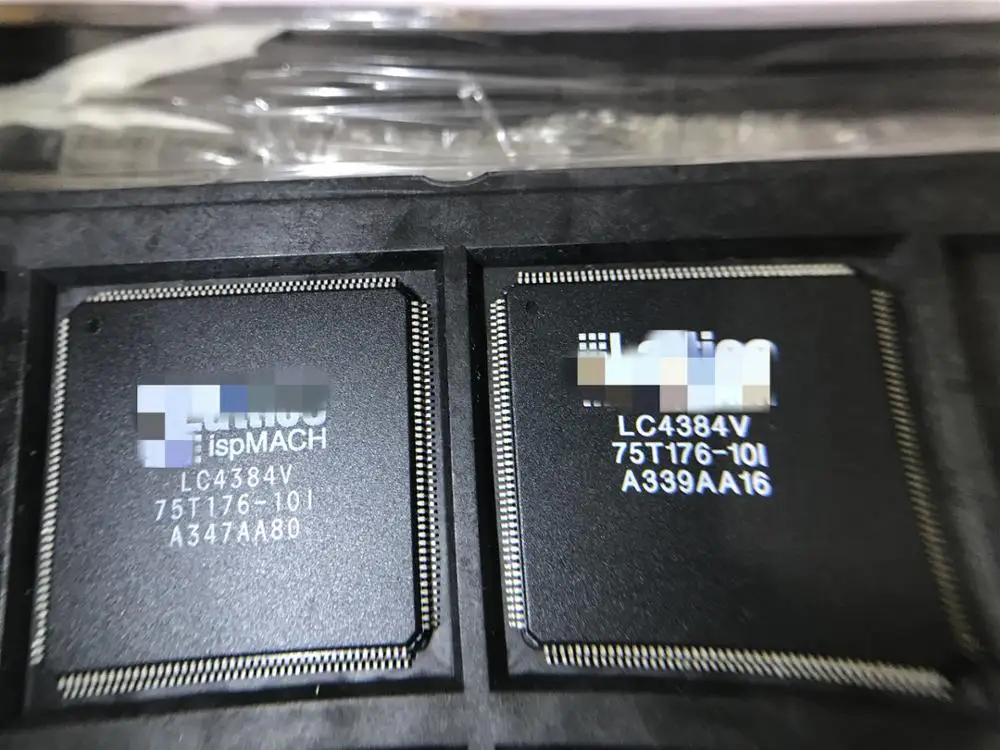 ispMACH
LC4384V
75T176-10I
A347AA80
LC4384V
75T176-10I
A339AA16